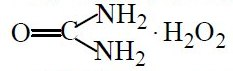 NH₂
O=C · H₂O₂
NH₂